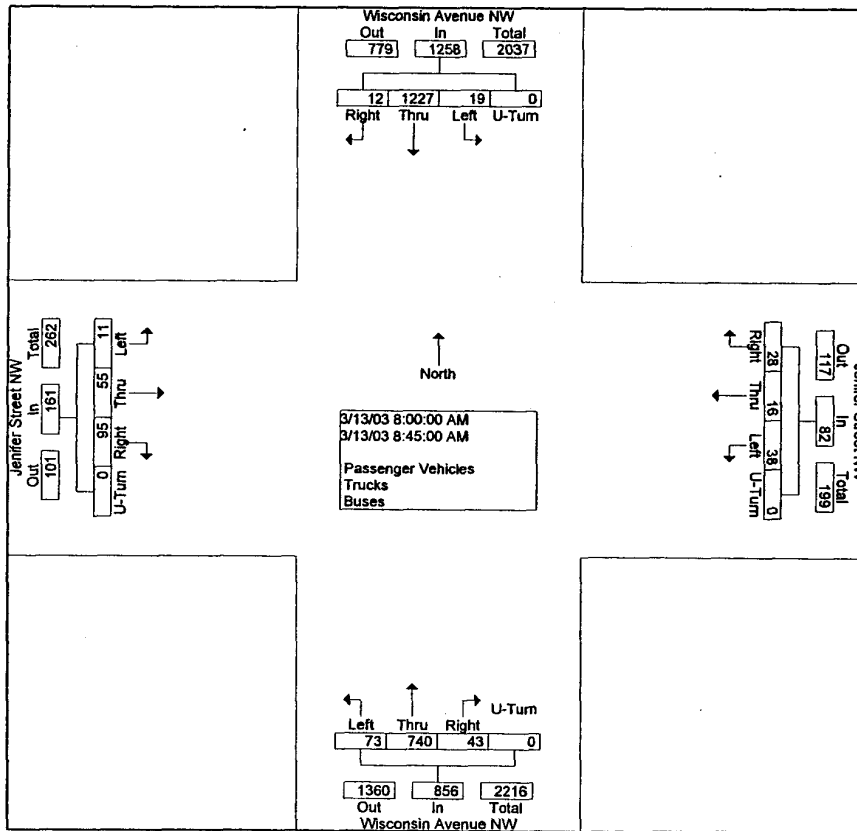 Wisconsin Avenue NW
Out In Total
779 1258 2037
12 1227 19 0
Right Thru Left U-Turn
Jenifer Street NW
Total In Out
262 161 101
11 55 95 0
Left Thru Right U-Turn
North
3/13/03 8:00:00 AM
3/13/03 8:45:00 AM
Passenger Vehicles
Trucks
Buses
Right Thru Left U-Turn
28 16 38 0
117 82 199
Out In Total
Left Thru Right U-Turn
73 740 43 0
1360 856 2216
Out In Total
Wisconsin Avenue NW